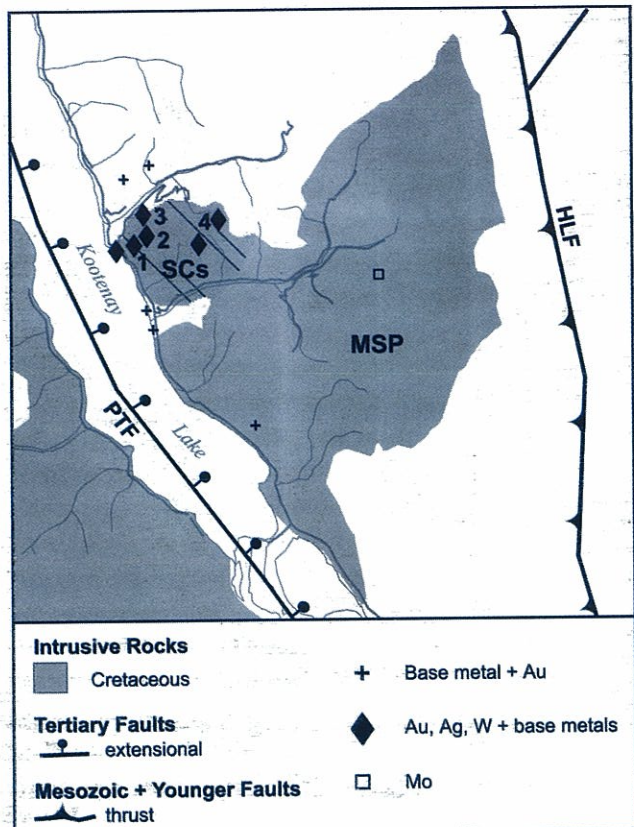 HLF
3
4
2
1
SCs
Kootenay
MSP
PTF
Lake
Intrusive Rocks
Cretaceous
Tertiary Faults
extensional
Mesozoic + Younger Faults
thrust
Base metal + Au
Au, Ag, W + base metals
Mo